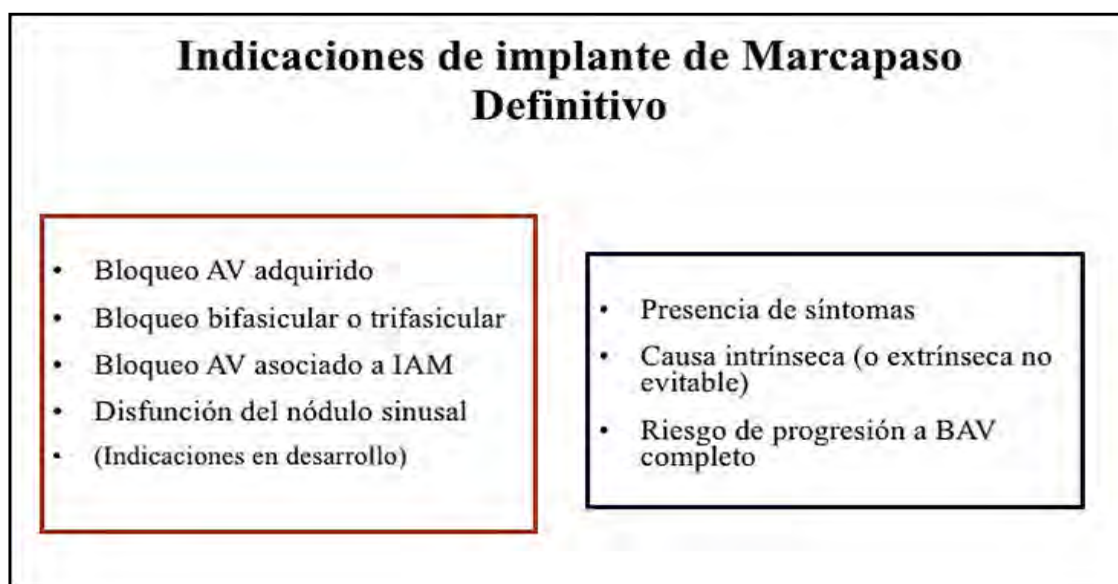 Indicaciones de implante de Marcapaso
Definitivo
• Bloqueo AV adquirido
• Bloqueo bifasicular o trifasicular
• Bloqueo AV asociado a IAM
• Disfunción del nódulo sinusal
• (Indicaciones en desarrollo)
• Presencia de síntomas
• Causa intrínseca (o extrínseca no
evitable)
• Riesgo de progresión a BAV
completo